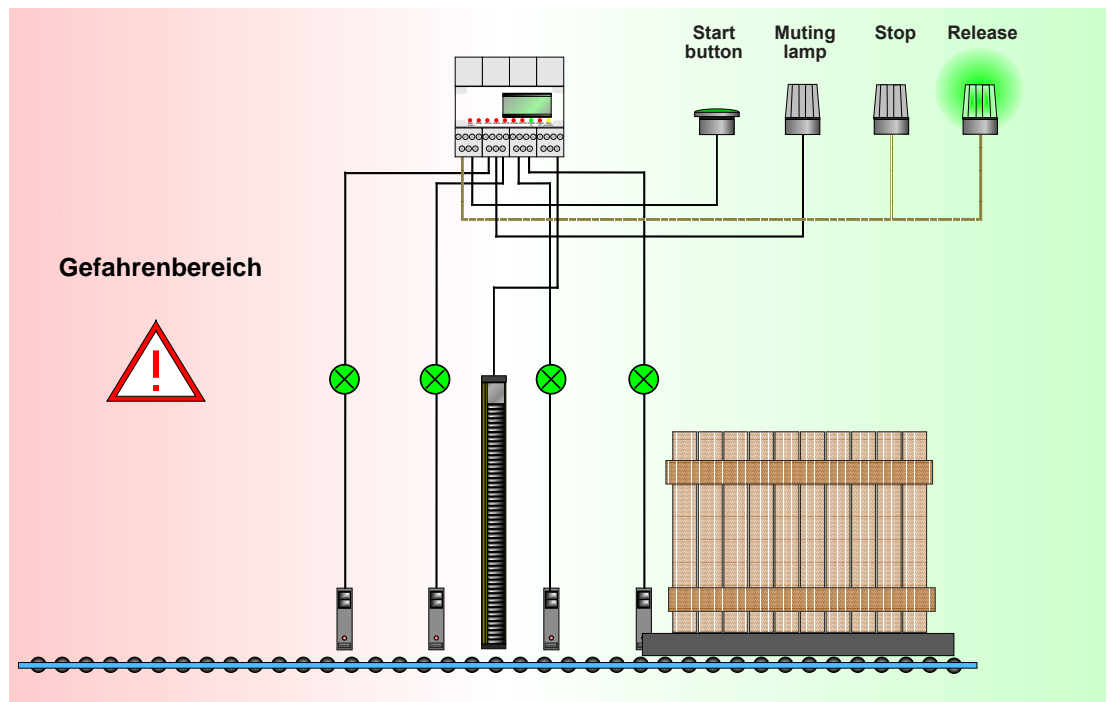 Start
button
Muting
lamp
Stop
Release
Gefahrenbereich
!